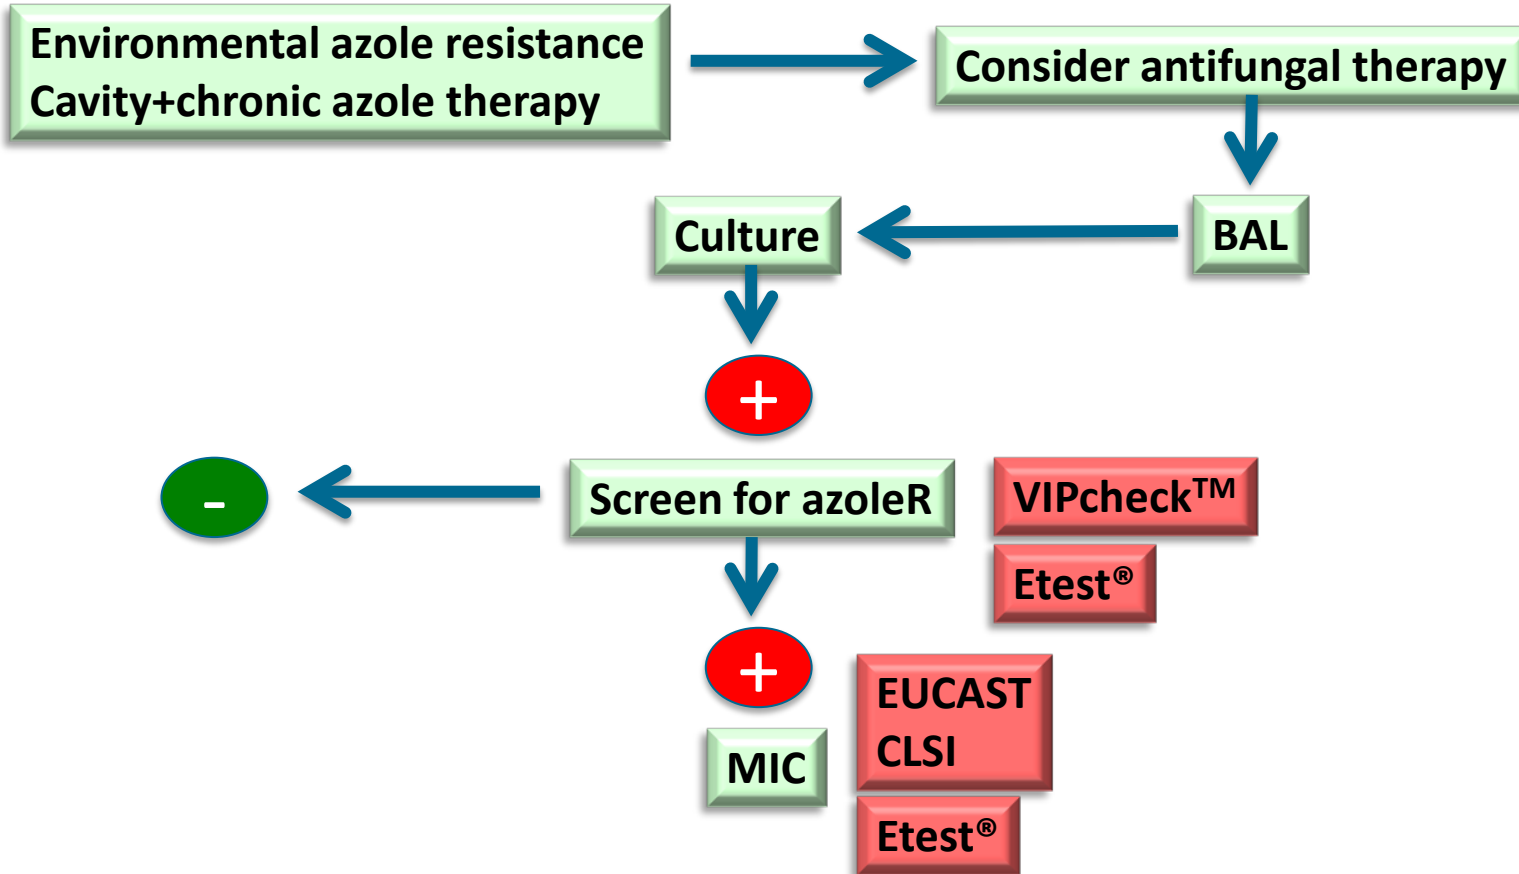 Environmental azole resistance
Cavity+chronic azole therapy
Consider antifungal therapy
Culture
BAL
+
-
Screen for azoleR
VIPcheck™
Etest®
+
EUCAST
CLSI
MIC
Etest®